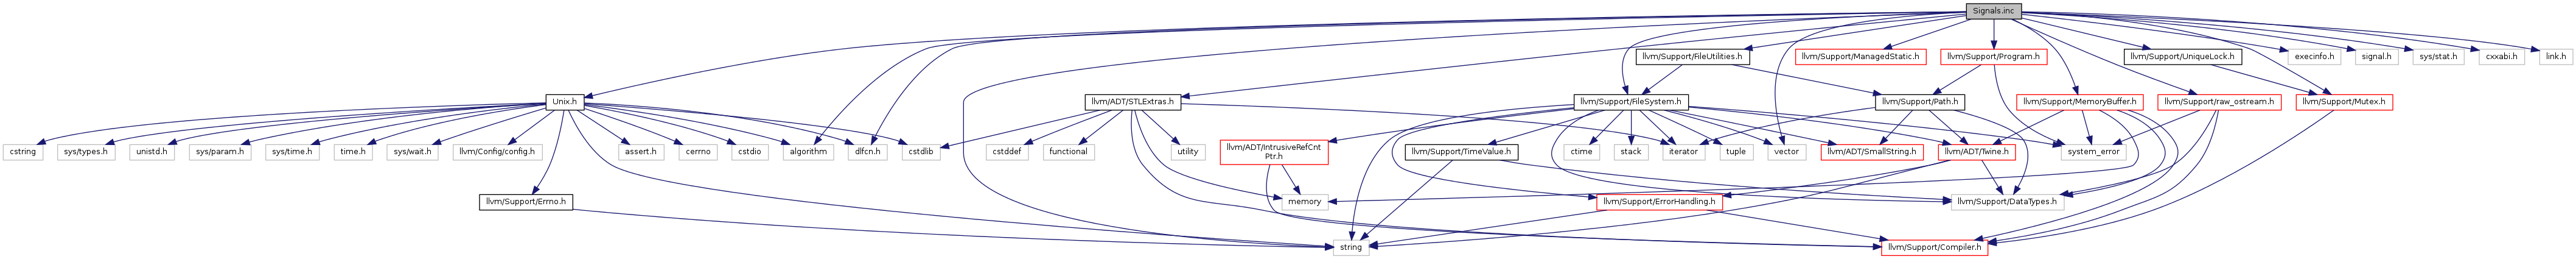 Signals.inc
llvm/Support/FileUtilities.h
llvm/Support/ManagedStatic.h
llvm/Support/Program.h
llvm/Support/UniqueLock.h
execinfo.h
signal.h
sys/stat.h
cxxabi.h
link.h
Unix.h
llvm/ADT/STLExtras.h
llvm/Support/FileSystem.h
llvm/Support/Path.h
llvm/Support/MemoryBuffer.h
llvm/Support/raw_ostream.h
llvm/Support/Mutex.h
cstring
sys/types.h
unistd.h
sys/param.h
sys/time.h
time.h
sys/wait.h
llvm/Config/config.h
assert.h
cerrno
cstdio
algorithm
dlfcn.h
cstdlib
cstddef
functional
utility
llvm/ADT/IntrusiveRefCnt
Ptr.h
llvm/Support/TimeValue.h
ctime
stack
iterator
tuple
vector
llvm/ADT/SmallString.h
llvm/ADT/Twine.h
system_error
llvm/Support/Errno.h
memory
llvm/Support/ErrorHandling.h
llvm/Support/DataTypes.h
string
llvm/Support/Compiler.h